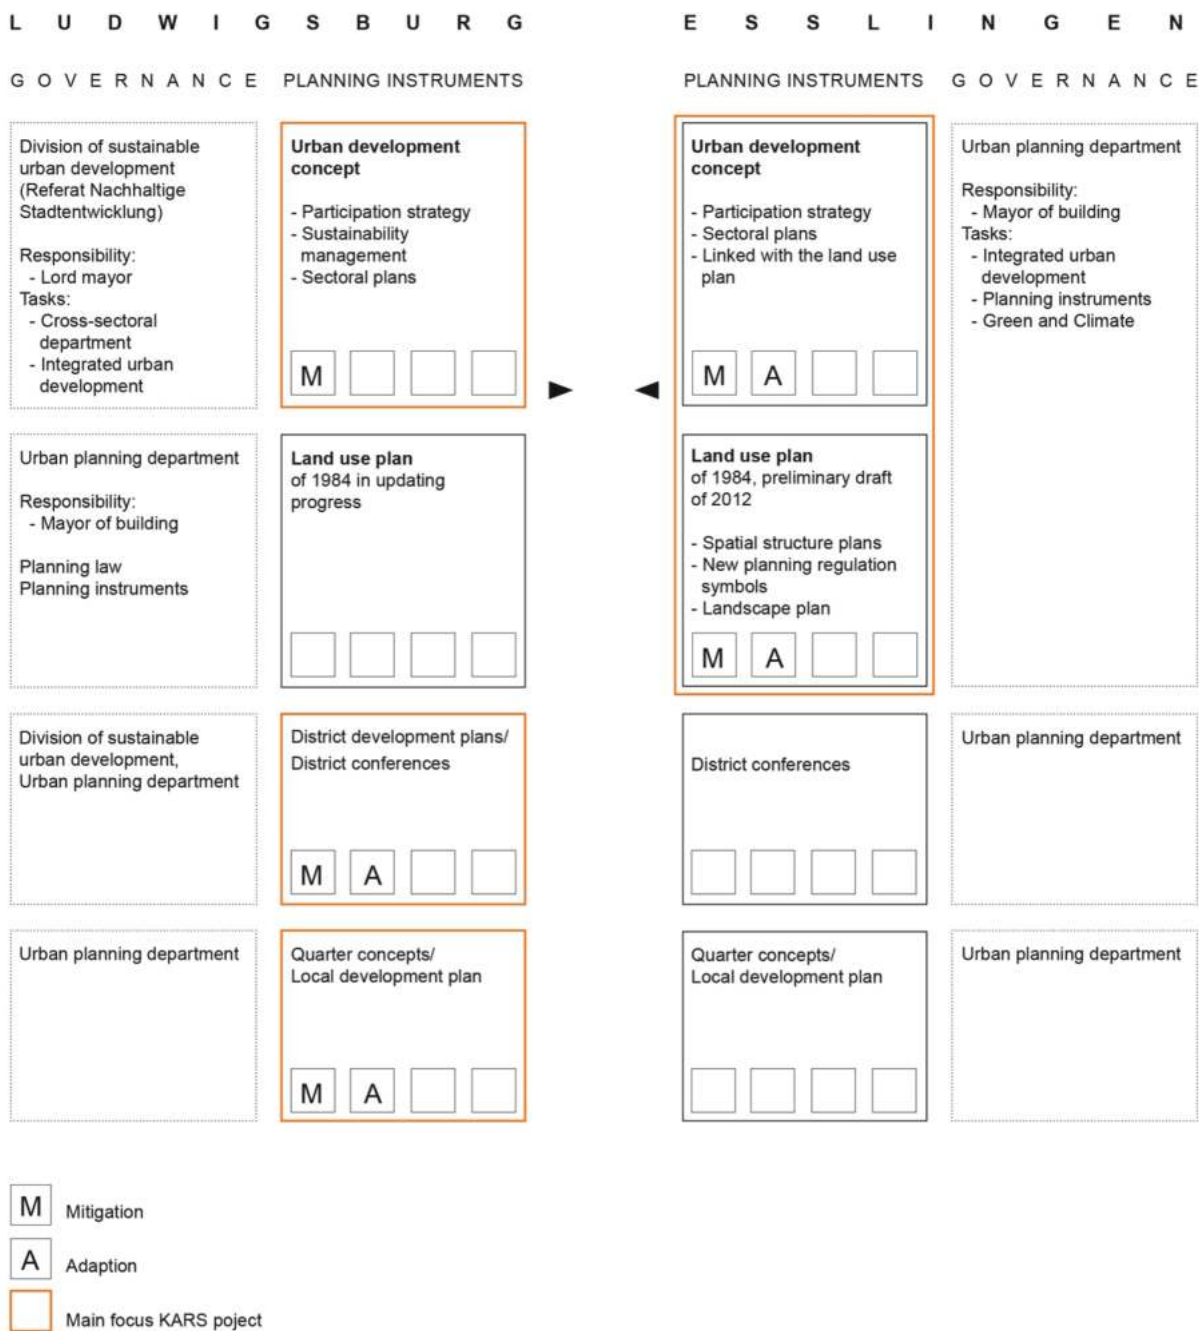 LUDWIGSBURG
ESSLINGEN
GOVERNANCE
PLANNING INSTRUMENTS
PLANNING INSTRUMENTS
GOVERNANCE
Division of sustainable
urban development
(Referat Nachhaltige
Stadtentwicklung)
Responsibility:
- Lord mayor
Tasks:
- Cross-sectoral
department
- Integrated urban
development
Urban development
concept
- Participation strategy
- Sustainability
management
- Sectoral plans
M
Urban development
concept
- Participation strategy
- Sectoral plans
- Linked with the land use
plan
M A
Urban planning department
Responsibility:
- Mayor of building
Tasks:
- Integrated urban
development
- Planning instruments
- Green and Climate
Urban planning department
Responsibility:
- Mayor of building
Planning law
Planning instruments
Land use plan
of 1984 in updating
progress
Land use plan
of 1984, preliminary draft
of 2012
- Spatial structure plans
- New planning regulation
symbols
- Landscape plan
M A
Division of sustainable
urban development,
Urban planning department
District development plans/
District conferences
M A
District conferences
Urban planning department
Urban planning department
Quarter concepts/
Local development plan
M A
Quarter concepts/
Local development plan
Urban planning department
M Mitigation
A Adaption
Main focus KARS poject